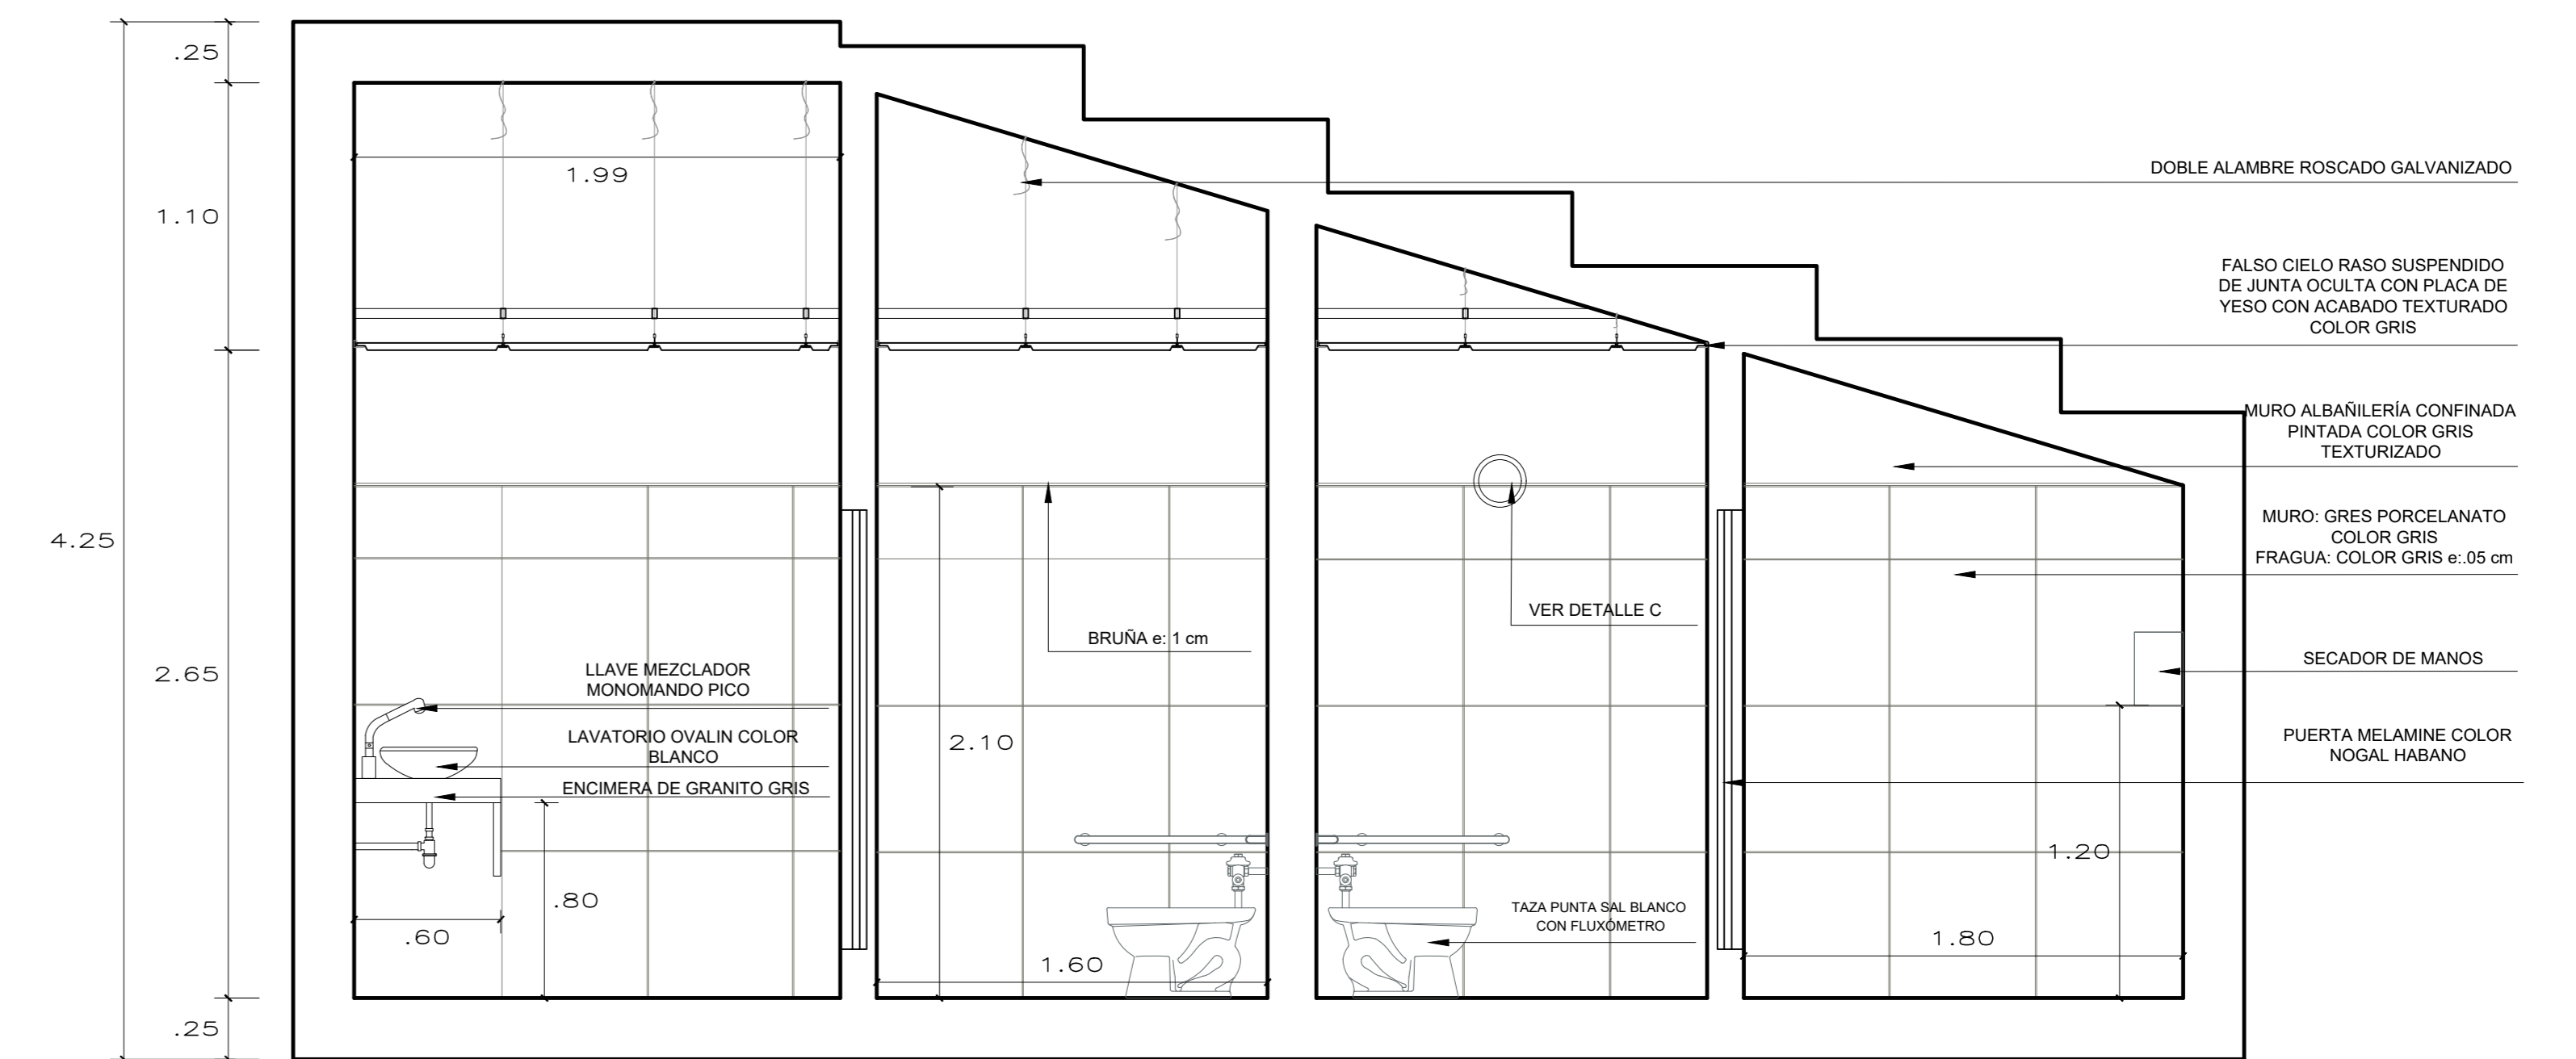 .25
1.99
1.10
DOBLE ALAMBRE ROSCADO GALVANIZADO
FALSO CIELO RASO SUSPENDIDO
DE JUNTA OCULTA CON PLACA DE
YESO CON ACABADO TEXTURADO
COLOR GRIS
MURO ALBAÑILERÍA CONFINADA
PINTADA COLOR GRIS
TEXTURIZADO
4.25
MURO: GRES PORCELANATO
COLOR GRIS
FRAGUA: COLOR GRIS e:.05 cm
VER DETALLE C
BRUÑA e: 1 cm
2.65
LLAVE MEZCLADOR
MONOMANDO PICO
SECADOR DE MANOS
LAVATORIO OVALIN COLOR
BLANCO
2.10
PUERTA MELAMINE COLOR
NOGAL HABANO
ENCIMERA DE GRANITO GRIS
1.20
.80
TAZA PUNTA SAL BLANCO
CON FLUXÓMETRO
.60
1.60
1.80
.25